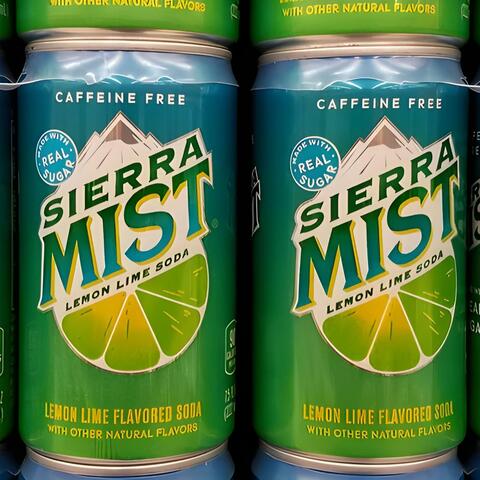 WITH OTHER NATURAL FLAVORS
WITH OTHER NATURAL FLAVORS
CAFFEINE FREE
MADE WITH
REAL
SUGAR
SIERRA
MIST
®
LEMON LIME SODA
LEMON LIME FLAVORED SODA
WITH OTHER NATURAL FLAVORS
CAFFEINE FREE
MADE WITH
REAL
SUGAR
SIERRA
MIST
LEMON LIME SODA
LEMON LIME FLAVORED SODA
WITH OTHER NATURAL FLAVORS